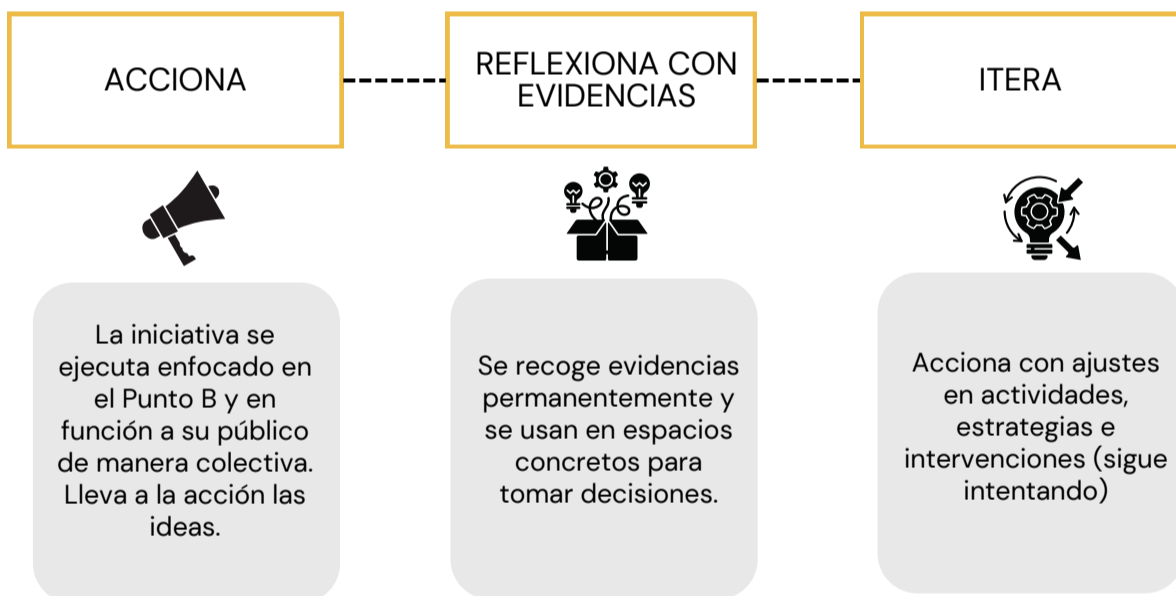 ACCIONA
REFLEXIONA CON
EVIDENCIAS
ITERA
La iniciativa se
ejecuta enfocado en
el Punto B y en
función a su público
de manera colectiva.
Lleva a la acción las
ideas.
Se recoge evidencias
permanentemente y
se usan en espacios
concretos para
tomar decisiones.
Acciona con ajustes
en actividades,
estrategias e
intervenciones (sigue
intentando)